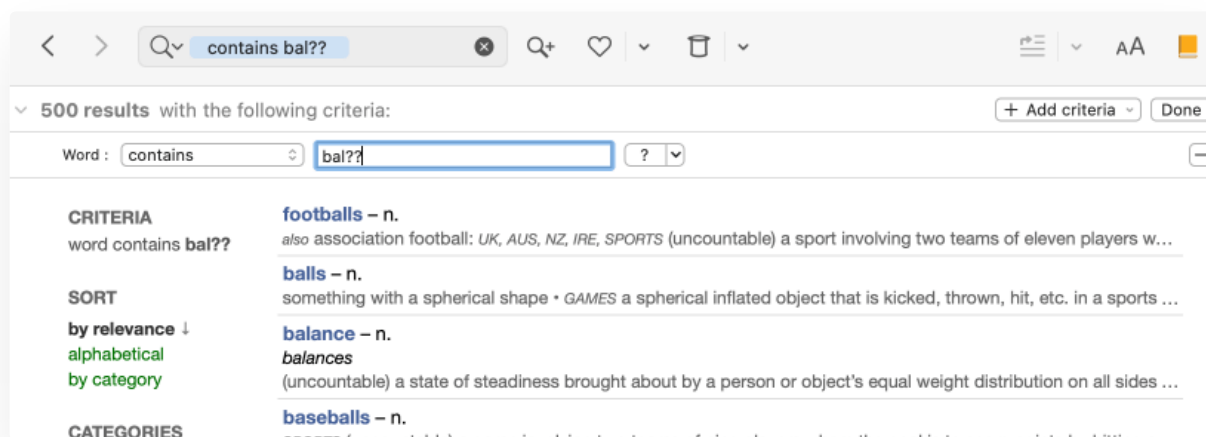 contains bal??
AA
500 results with the following criteria:
+ Add criteria
Done
Word : contains bal?? ?
CRITERIA
word contains bal??
SORT
by relevance ↓
alphabetical
by category
CATEGORIES
footballs – n.
also association football: UK, AUS, NZ, IRE, SPORTS (uncountable) a sport involving two teams of eleven players w...
balls – n.
something with a spherical shape • GAMES a spherical inflated object that is kicked, thrown, hit, etc. in a sports ...
balance – n.
balances
(uncountable) a state of steadiness brought about by a person or object's equal weight distribution on all sides ...
baseballs – n.